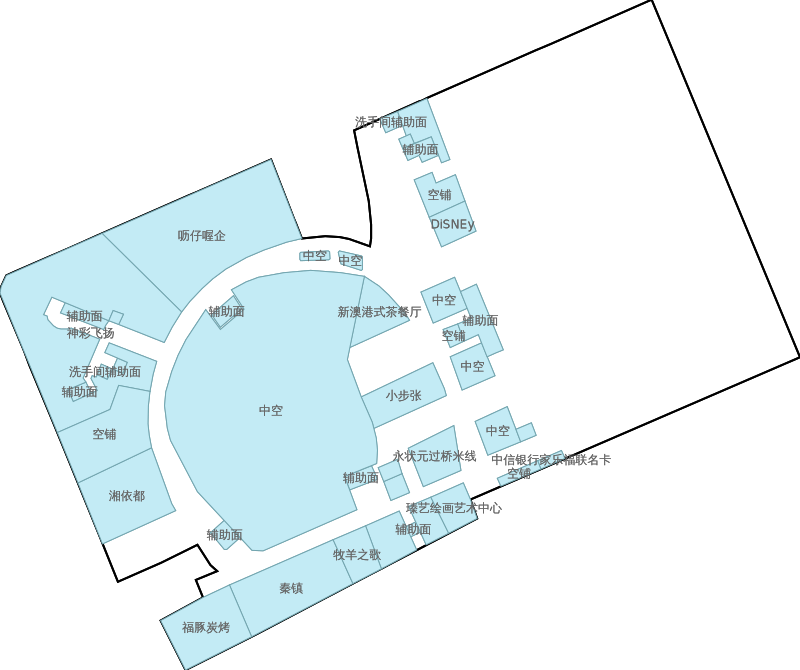 洗手间辅助面
辅助面
空铺
DiSNEy
呖仔喔企
中空
中空
中空
辅助面
新澳港式茶餐厅
辅助面
辅助面
神彩飞扬
空铺
洗手间辅助面
中空
辅助面
小步张
中空
空铺
中空
永状元过桥米线
中信银行家乐福联名卡
空铺
辅助面
湘依都
臻艺绘画艺术中心
辅助面
辅助面
牧羊之歌
秦镇
福豚炭烤